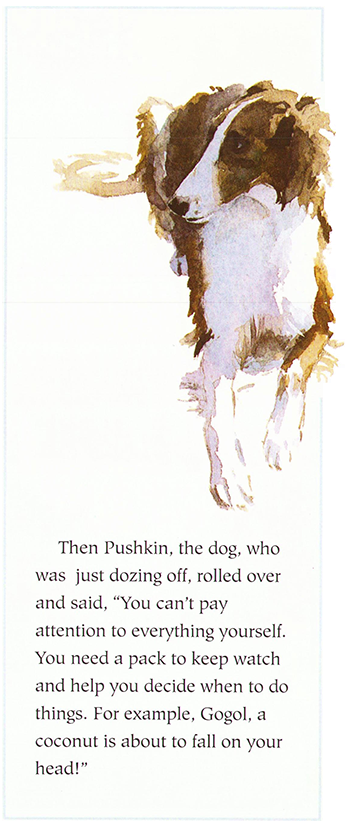 Then Pushkin, the dog, who
was just dozing off, rolled over
and said, “You can’t pay
attention to everything yourself.
You need a pack to keep watch
and help you decide when to do
things. For example, Gogol, a
coconut is about to fall on your
head!”